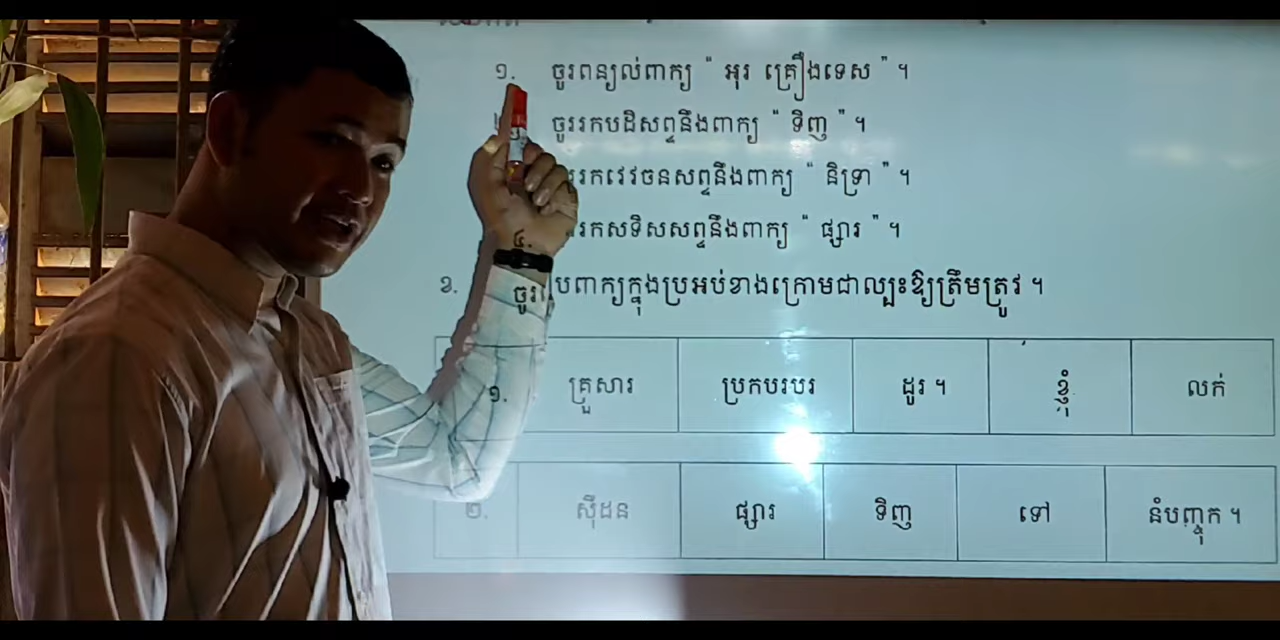 ១. ចូរពន្យល់ពាក្យ " អុរ គ្រឿងទេស " ។
ចូររកបដិសព្ទនឹងពាក្យ " ទិញ " ។
រកវេវចនសព្ទនឹងពាក្យ " និទ្រា " ។
៤. រកសទិសសព្ទនឹងពាក្យ " ផ្សារ " ។
ខ. ចូរ បពាក្យក្នុងប្រអប់ខាងក្រោមជាល្បះឱ្យត្រឹមត្រូវ ។
១. គ្រួសារ ប្រកបរបរ ដូរ ។ ខ្ញុំ លក់
២. ស៊ីដន ផ្សារ ទិញ ទៅ នំបញ្ចុក ។